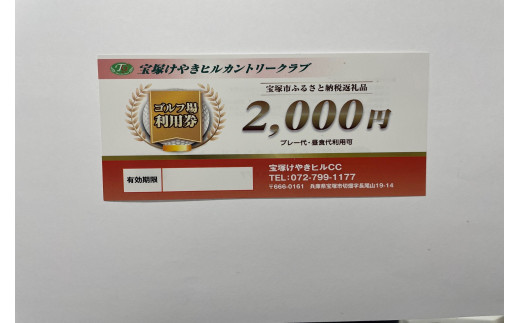 宝塚けやきヒルカントリークラブ
宝塚市ふるさと納税返礼品
ゴルフ場
利用券
2,000円
プレー代・昼食代利用可
有効期限
宝塚けやきヒルCC
TEL:072-799-1177
〒666-0161 兵庫県宝塚市切畑字長尾山19-14